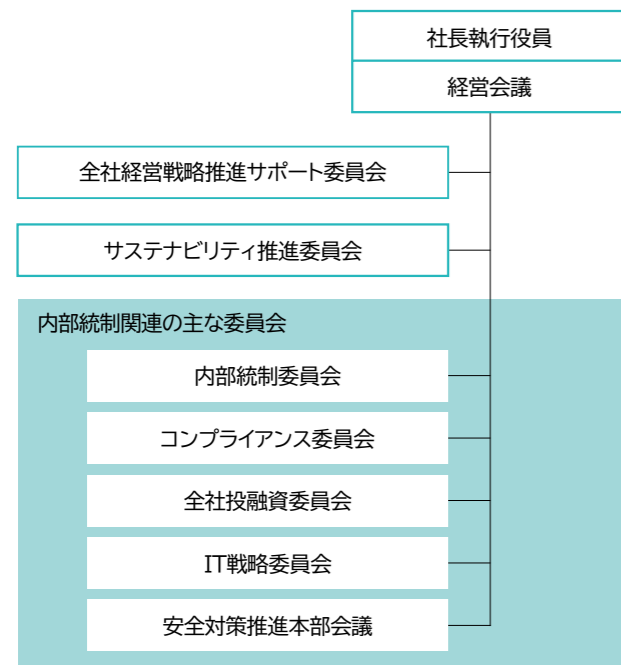 社長執行役員
経営会議
全社経営戦略推進サポート委員会
サステナビリティ推進委員会
内部統制関連の主な委員会
内部統制委員会
コンプライアンス委員会
全社投融資委員会
IT戦略委員会
安全対策推進本部会議